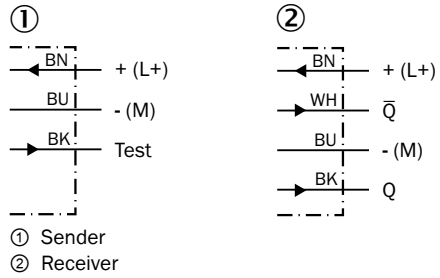 ①
BN + (L+)
BU - (M)
BK Test
②
BN + (L+)
WH Q̅
BU - (M)
BK Q
① Sender
② Receiver